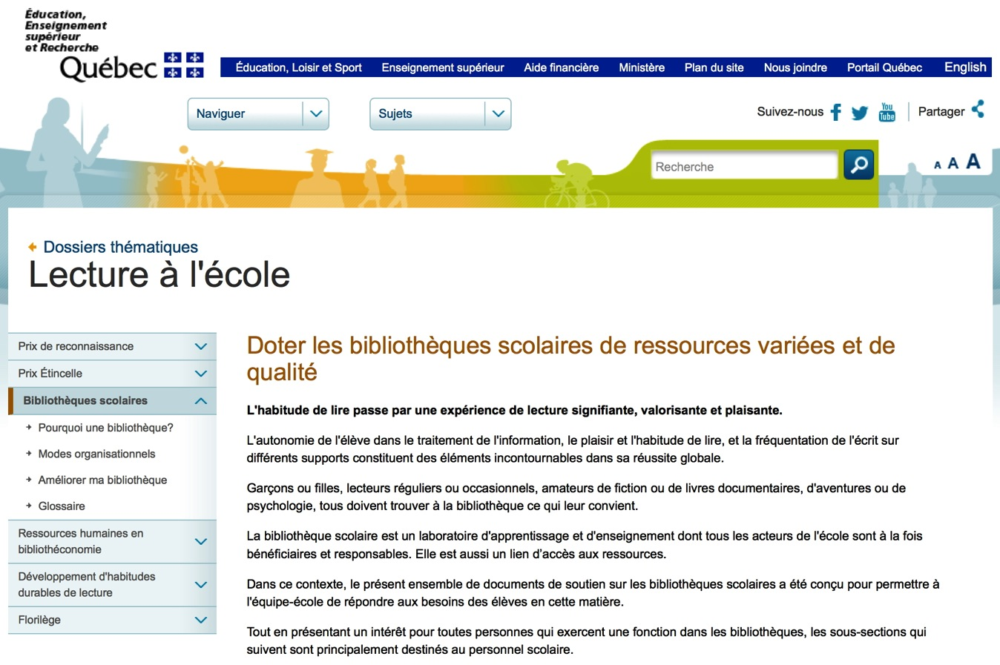 Éducation,
Enseignement
supérieur
et Recherche
Québec
Éducation, Loisir et Sport Enseignement supérieur Aide financière Ministère Plan du site Nous joindre Portail Québec English
Naviguer Sujets Suivez-nous You Tube Partager
Recherche A A A
Dossiers thématiques
Lecture à l'école
Prix de reconnaissance
Prix Étincelle
Bibliothèques scolaires
Pourquoi une bibliothèque?
Modes organisationnels
Améliorer ma bibliothèque
Glossaire
Ressources humaines en
bibliothéconomie
Développement d'habitudes
durables de lecture
Florilège
Doter les bibliothèques scolaires de ressources variées et de
qualité
L'habitude de lire passe par une expérience de lecture signifiante, valorisante et plaisante.
L'autonomie de l'élève dans le traitement de l'information, le plaisir et l'habitude de lire, et la fréquentation de l'écrit sur
différents supports constituent des éléments incontournables dans sa réussite globale.
Garçons ou filles, lecteurs réguliers ou occasionnels, amateurs de fiction ou de livres documentaires, d'aventures ou de
psychologie, tous doivent trouver à la bibliothèque ce qui leur convient.
La bibliothèque scolaire est un laboratoire d'apprentissage et d'enseignement dont tous les acteurs de l'école sont à la fois
bénéficiaires et responsables. Elle est aussi un lien d’accès aux ressources.
Dans ce contexte, le présent ensemble de documents de soutien sur les bibliothèques scolaires a été conçu pour permettre à
l'équipe-école de répondre aux besoins des élèves en cette matière.
Tout en présentant un intérêt pour toutes personnes qui exercent une fonction dans les bibliothèques, les sous-sections qui
suivent sont principalement destinés au personnel scolaire.